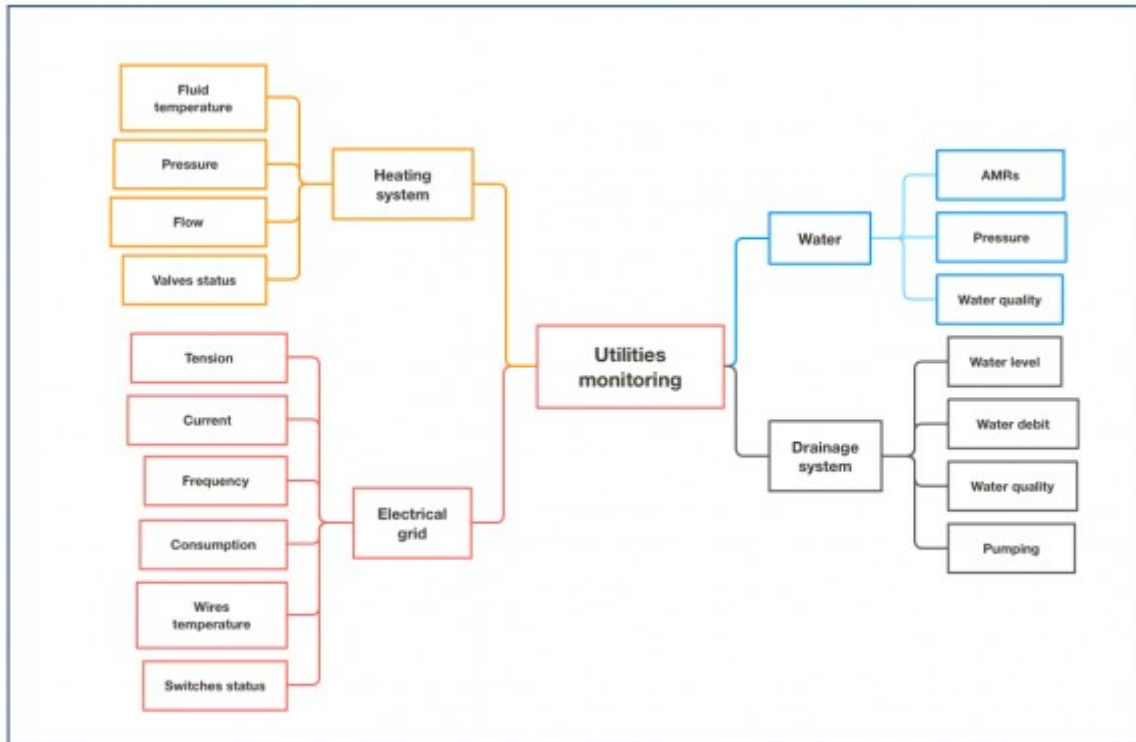 Fluid
temperature
Pressure
Flow
Valves status
Heating
system
Tension
Current
Frequency
Consumption
Wires
temperature
Switches status
Electrical
grid
Utilities
monitoring
Water
AMRs
Pressure
Water quality
Drainage
system
Water level
Water debit
Water quality
Pumping